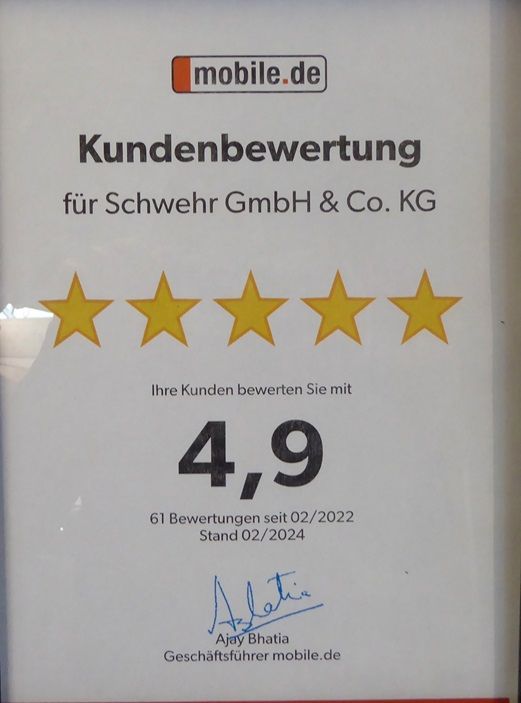 mobile.de
Kundenbewertung
für Schwehr GmbH & Co. KG
Ihre Kunden bewerten Sie mit
4,9
61 Bewertungen seit 02/2022
Stand 02/2024
ABhatia
Ajay Bhatia
Geschäftsführer mobile.de